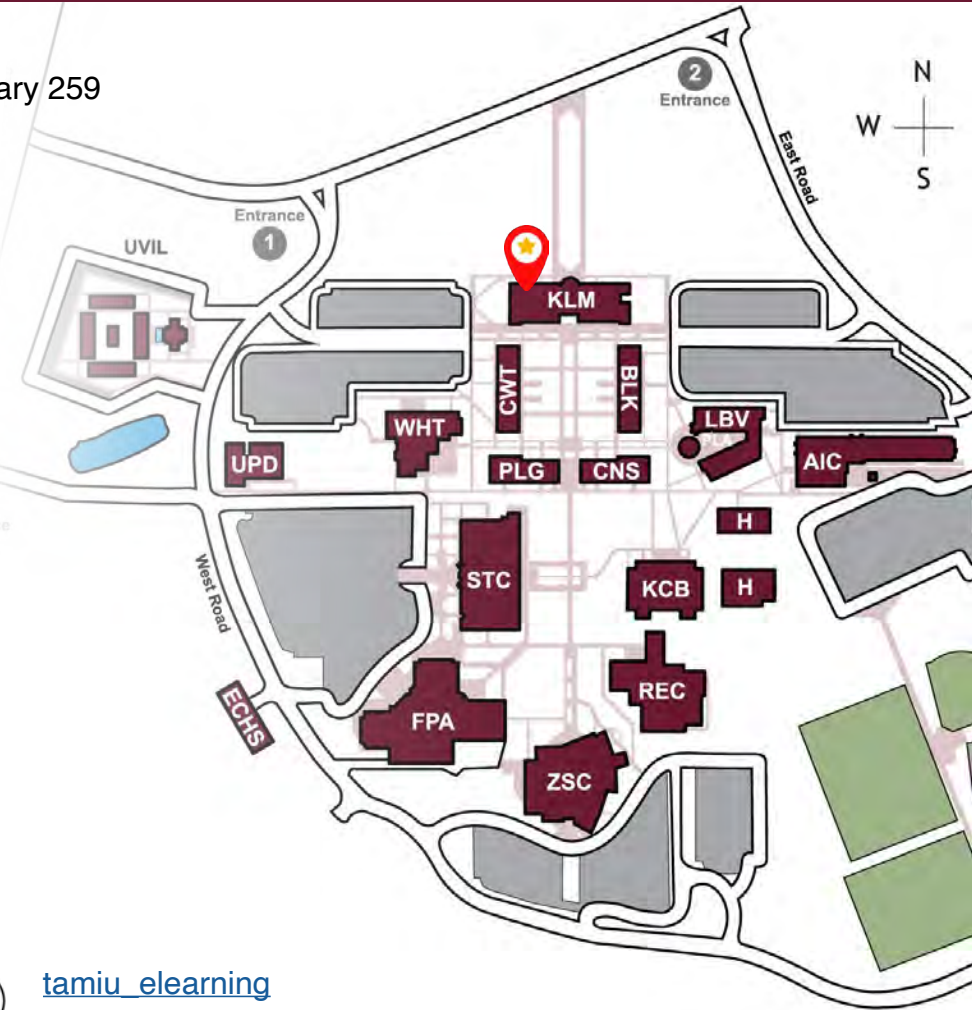 ary 259
2
Entrance
N
W
S
East Road
Entrance
1
UVIL
KLM
CWT
BLK
WHT
LBV
UPD
PLG
CNS
AIC
H
STC
KCB
H
West Road
REC
ECHS
FPA
ZSC
tamiu_elearning